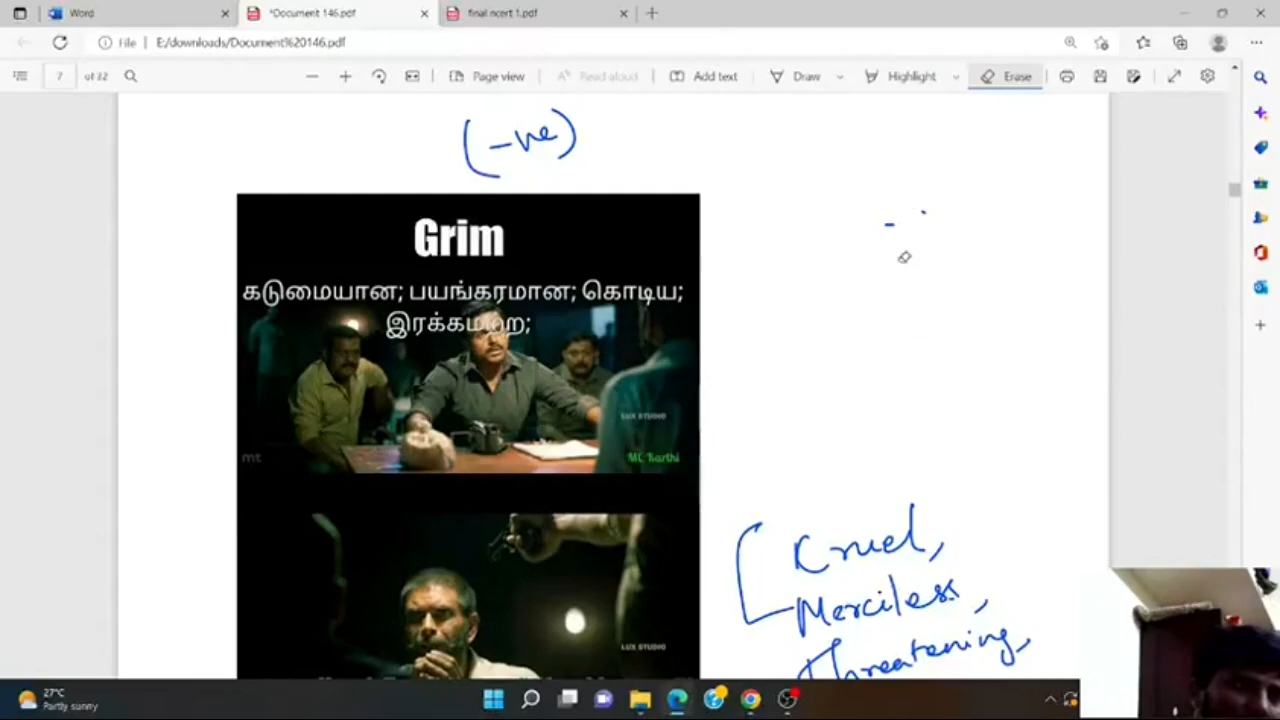 Word
*Document 146.pdf
final ncert 1.pdf
File
E:/downloads/Document%20146.pdf
7 of 32
Page view
Read aloud
Add text
Draw
Highlight
Erase
(-ve)
Grim
கடுமையான; பயங்கரமான; கொடிய;
இரக்கமற்ற;
LUX STUDIO
mt
MC Karthi
LUX STUDIO
Cruel,
Merciless,
Threatening,
27°C
Partly sunny